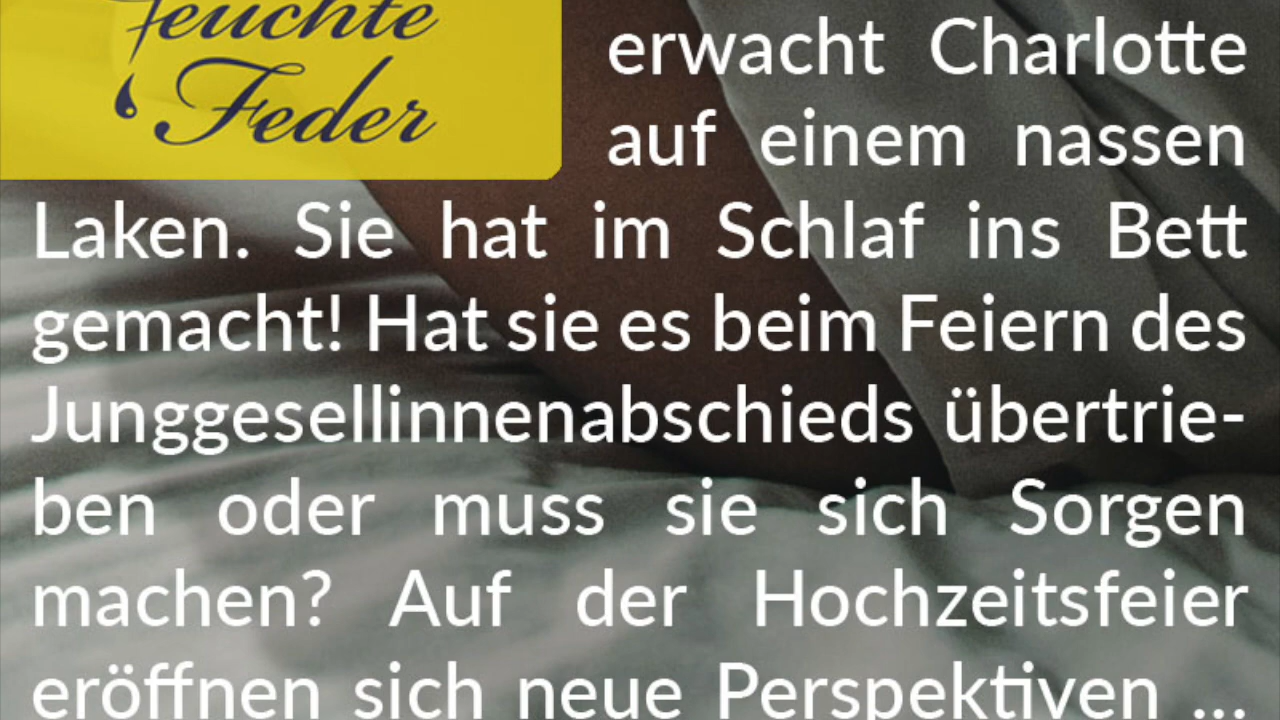 feuchte
Feder
erwacht Charlotte
auf einem nassen
Laken. Sie hat im Schlaf ins Bett
gemacht! Hat sie es beim Feiern des
Junggesellinnenabschieds übertrie-
ben oder muss sie sich Sorgen
machen? Auf der Hochzeitsfeier
eröffnen sich neue Perspektiven ...